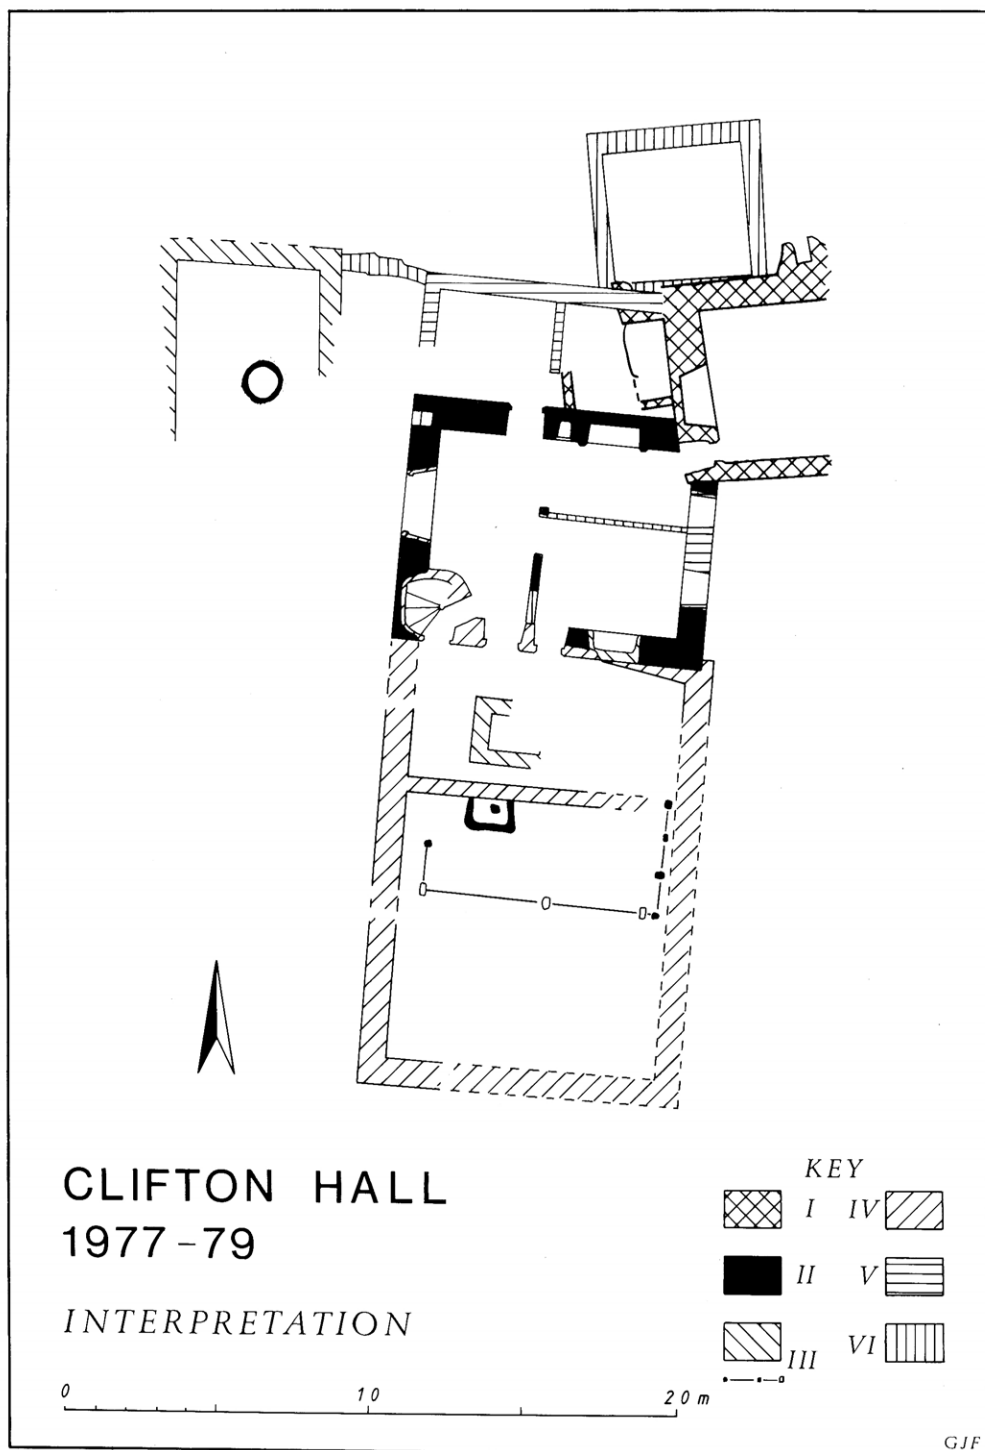 CLIFTON HALL
1977-79
INTERPRETATION
0 10 20 m
KEY
I IV
II V
III VI
GJF